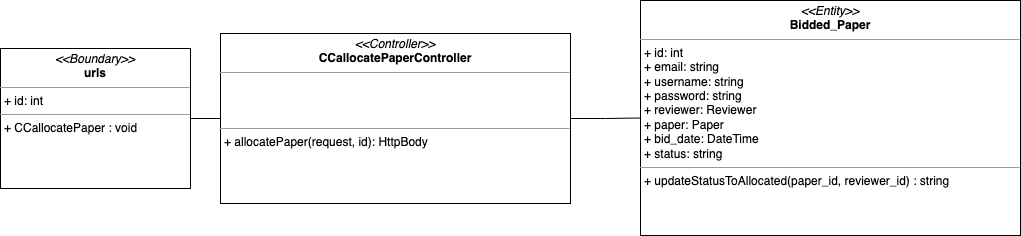 <<Boundary>>
urls
+ id: int
+ CCallocatePaper : void
<<Controller>>
CCallocatePaperController
+ allocatePaper(request, id): HttpBody
<<Entity>>
Bidded_Paper
+ id: int
+ email: string
+ username: string
+ password: string
+ reviewer: Reviewer
+ paper: Paper
+ bid_date: DateTime
+ status: string
+ updateStatusToAllocated(paper_id, reviewer_id) : string